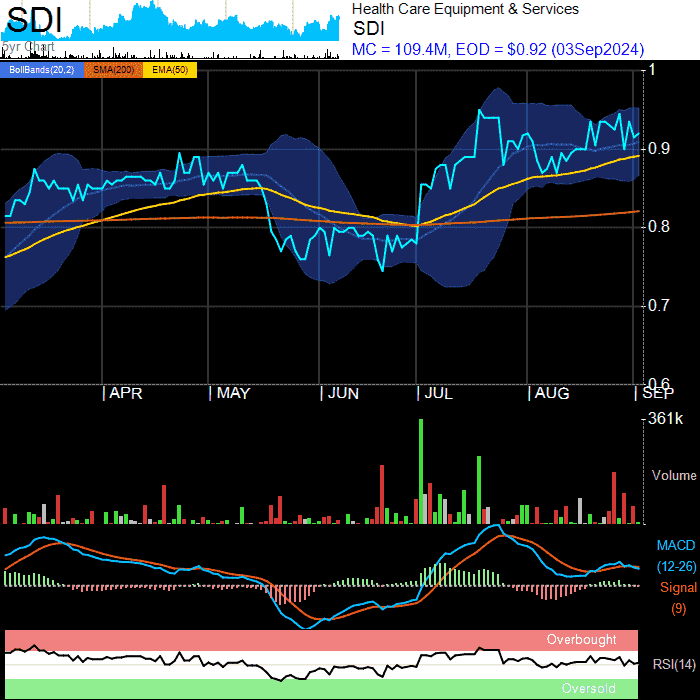 SDI
5yr Chart
Health Care Equipment & Services
SDI
MC = 109.4M, EOD = $0.92 (03Sep2024)
BollBands(20,2) SMA(200) EMA(50)
1
0.9
0.8
0.7
0.6
APR MAY JUN JUL AUG SEP
361k
Volume
MACD
(12-26)
Signal
(9)
Overbought
RSI(14)
Oversold